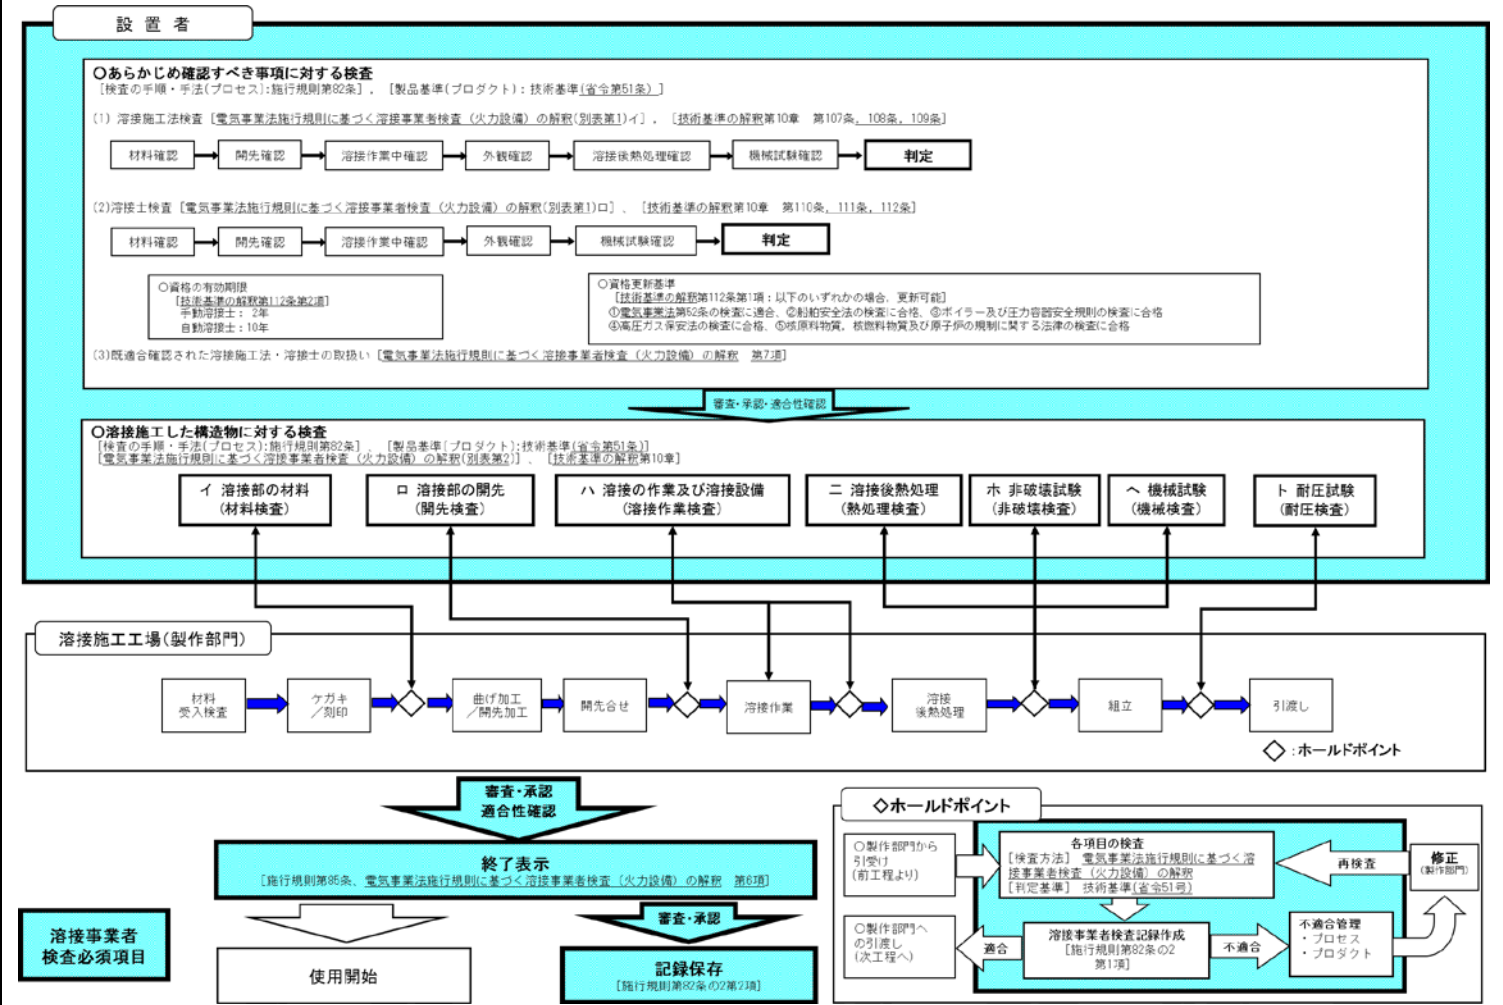 設 置 者
○あらかじめ確認すべき事項に対する検査
[検査の手順・手法(プロセス):施行規則第82条]，[製品基準(プロダクト)：技術基準(省令第51条)]
(1) 溶接施工法検査［電気事業法施行規則に基づく溶接事業者検査（火力設備）の解釈(別表第1)イ］，［技術基準の解釈第10章　第107条，108条，109条］
材料確認
開先確認
溶接作業中確認
外観確認
溶接後熱処理確認
機械試験確認
判定
(2)溶接士検査［電気事業法施行規則に基づく溶接事業者検査（火力設備）の解釈(別表第1)ロ］、［技術基準の解釈第10章　第110条，111条，112条］
材料確認
開先確認
溶接作業中確認
外観確認
機械試験確認
判定
○資格の有効期限
［技術基準の解釈第112条第2項］
手動溶接士： 2年
自動溶接士：10年
○資格更新基準
［技術基準の解釈第112条第1項：以下のいずれかの場合、更新可能］
①電気事業法第52条の検査に適合、②船舶安全法の検査に合格、③ボイラー及び圧力容器安全規則の検査に合格
④高圧ガス保安法の検査に合格、⑤核原料物質，核燃料物質及び原子炉の規制に関する法律の検査に合格
(3)既適合確認された溶接施工法・溶接士の取扱い［電気事業法施行規則に基づく溶接事業者検査（火力設備）の解釈　第7項］
審査・承認・適合性確認
○溶接施工した構造物に対する検査
[検査の手順・手法(プロセス):施行規則第82条]，[製品基準(プロダクト):技術基準(省令第51条)]
[電気事業法施行規則に基づく溶接事業者検査（火力設備）の解釈(別表第2)］、［技術基準の解釈第10章］
イ 溶接部の材料
(材料検査)
ロ 溶接部の開先
(開先検査)
ハ 溶接の作業及び溶接設備
(溶接作業検査)
ニ 溶接後熱処理
(熱処理検査)
ホ 非破壊試験
(非破壊検査)
ヘ 機械試験
(機械検査)
ト 耐圧試験
(耐圧検査)
溶接施工工場(製作部門)
材料
受入検査
ケガキ
／刻印
曲げ加工
／開先加工
開先合せ
溶接作業
溶接
後熱処理
組立
引渡し
◇：ホールドポイント
審査・承認
適合性確認
終了表示
[施行規則第85条、電気事業法施行規則に基づく溶接事業者検査（火力設備）の解釈　第6項]
審査・承認
使用開始
記録保存
[施行規則第82条の2第2項]
溶接事業者
検査必須項目
◇ホールドポイント
○製作部門から
引受け
(前工程より)
各項目の検査
[検査方法］ 電気事業法施行規則に基づく溶
接事業者検査（火力設備）の解釈
[判定基準］ 技術基準(省令51号)
再検査
修正
(製作部門)
○製作部門へ
の引渡し
(次工程へ)
適合
溶接事業者検査記録作成
[施行規則第82条の2
第1項]
不適合
不適合管理
・プロセス
・プロダクト